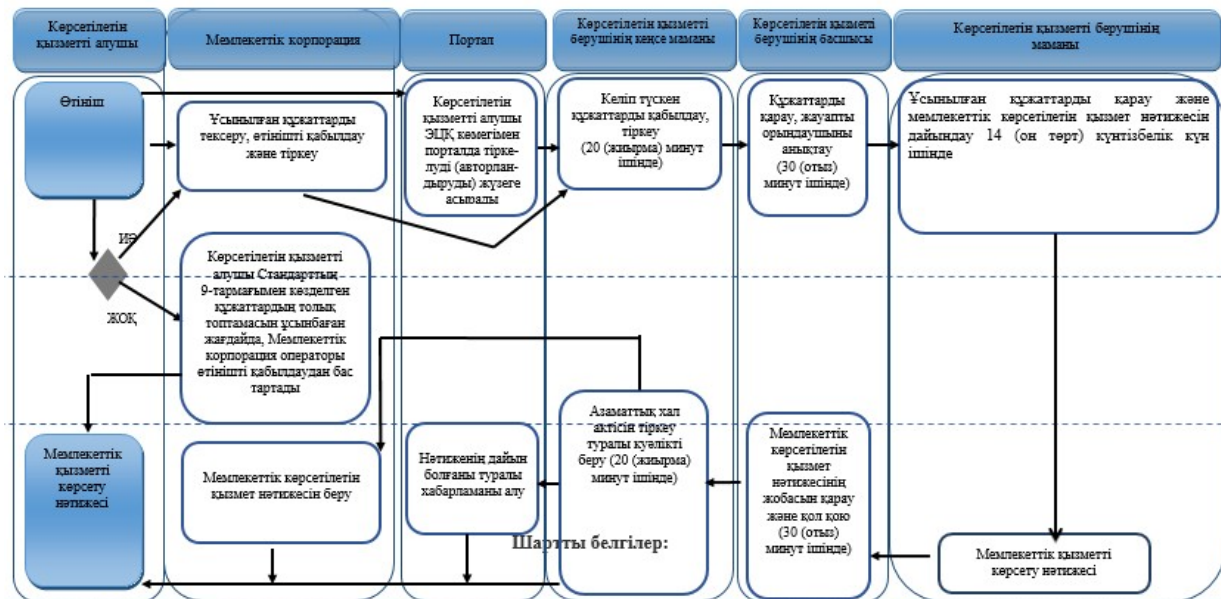 Көрсетілетін
қызметті алушы
Мемлекеттік корпорация
Портал
Көрсетілетін қызметті
берушінің кеңсе маманы
Көрсетілетін қызметті
берушінің басшысы
Көрсетілетін қызметті берушінің
маманы
Өтініш
Ұсынылған құжаттарды
тексеру, өтінішті қабылдау
және тіркеу
Көрсетілетін
қызметті алушы
ЭЦҚ көмегімен
порталда тірке-
луді (авторлан-
дыруды) жүзеге
асырады
Келіп түскен
құжаттарды қабылдау,
тіркеу
(20 (жиырма) минут
ішінде)
Құжаттарды
қарау, жауапты
орындаушыны
анықтау
(30 (отыз)
минут ішінде)
Ұсынылған құжаттарды қарау және
мемлекеттік көрсетілетін қызмет нәтижесін
дайындау 14 (он төрт) күнтізбелік күн
ішінде
ИӘ
ЖОҚ
Көрсетілетін қызметті
алушы Стандарттың
9-тармағымен көзделген
құжаттардың толық
топтамасын ұсынбаған
жағдайда, Мемлекеттік
корпорация операторы
өтінішті қабылдаудан бас
тартады
Мемлекеттік
қызметті
көрсету
нәтижесі
Мемлекеттік көрсетілетін
қызмет нәтижесін беру
Нәтиженің дайын
болғаны туралы
хабарламаны алу
Азаматтық хал
актісін тіркеу
туралы куәлікті
беру (20 (жиырма)
минут ішінде)
Мемлекеттік
көрсетілетін
қызмет
нәтижесінің
жобасын қарау
және қол қою
(30 (отыз)
минут ішінде)
Мемлекеттік қызметті
көрсету нәтижесі
Шартты белгілер: